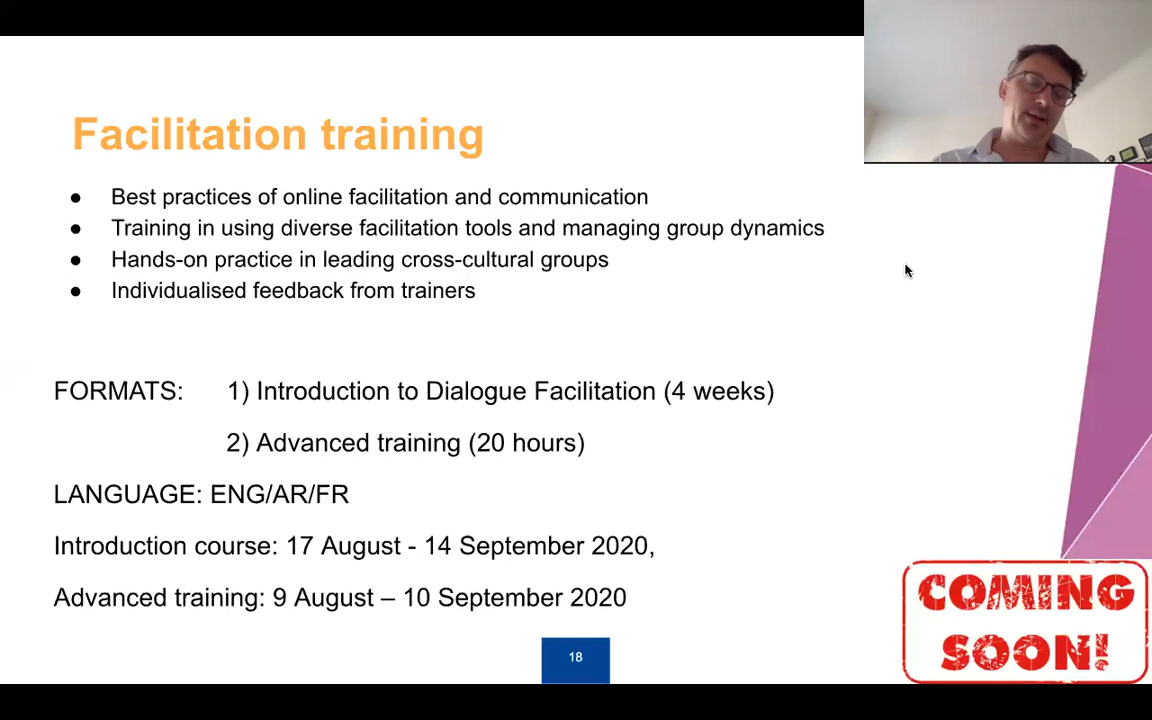 Facilitation training
● Best practices of online facilitation and communication
● Training in using diverse facilitation tools and managing group dynamics
● Hands-on practice in leading cross-cultural groups
● Individualised feedback from trainers
FORMATS: 1) Introduction to Dialogue Facilitation (4 weeks)
2) Advanced training (20 hours)
LANGUAGE: ENG/AR/FR
Introduction course: 17 August - 14 September 2020,
Advanced training: 9 August – 10 September 2020
COMING
SOON!
18